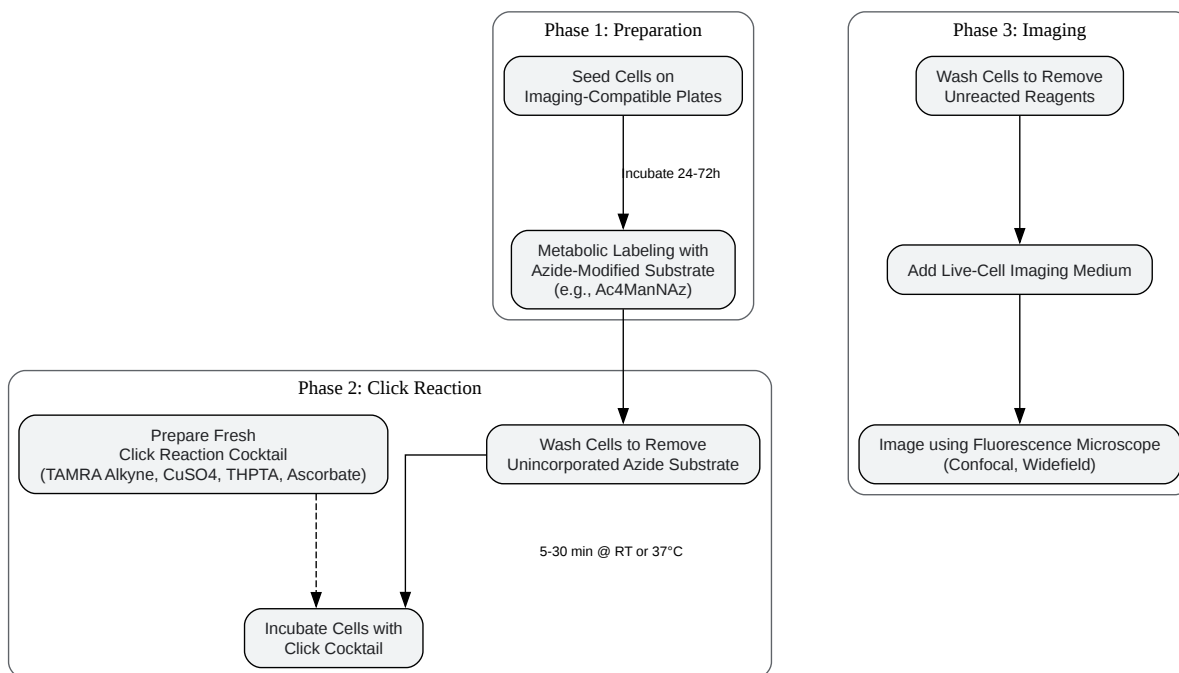 Phase 1: Preparation
Seed Cells on
Imaging-Compatible Plates
Incubate 24-72h
Metabolic Labeling with
Azide-Modified Substrate
(e.g., Ac4ManNAz)
Phase 2: Click Reaction
Prepare Fresh
Click Reaction Cocktail
(TAMRA Alkyne, CuSO4, THPTA, Ascorbate)
Wash Cells to Remove
Unincorporated Azide Substrate
5-30 min @ RT or 37°C
Incubate Cells with
Click Cocktail
Phase 3: Imaging
Wash Cells to Remove
Unreacted Reagents
Add Live-Cell Imaging Medium
Image using Fluorescence Microscope
(Confocal, Widefield)